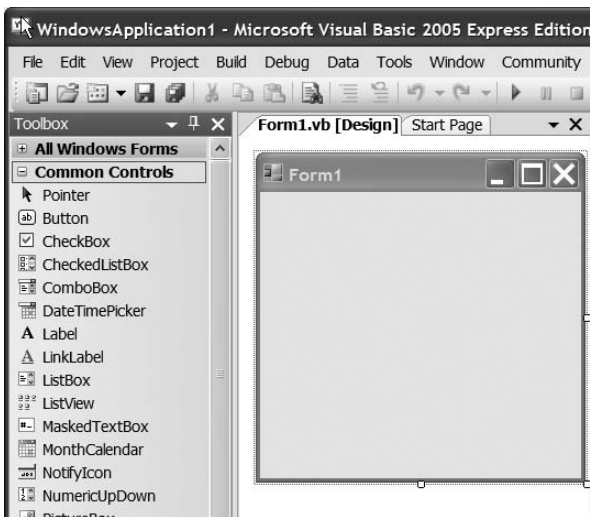 WindowsApplication1 - Microsoft Visual Basic 2005 Express Edition
File Edit View Project Build Debug Data Tools Window Community
Toolbox
Form1.vb [Design] Start Page
All Windows Forms
Common Controls
Form1
Pointer
Button
CheckBox
CheckedListBox
ComboBox
DateTimePicker
A Label
A LinkLabel
ListBox
ListView
MaskedTextBox
MonthCalendar
NotifyIcon
NumericUpDown
PictureBox